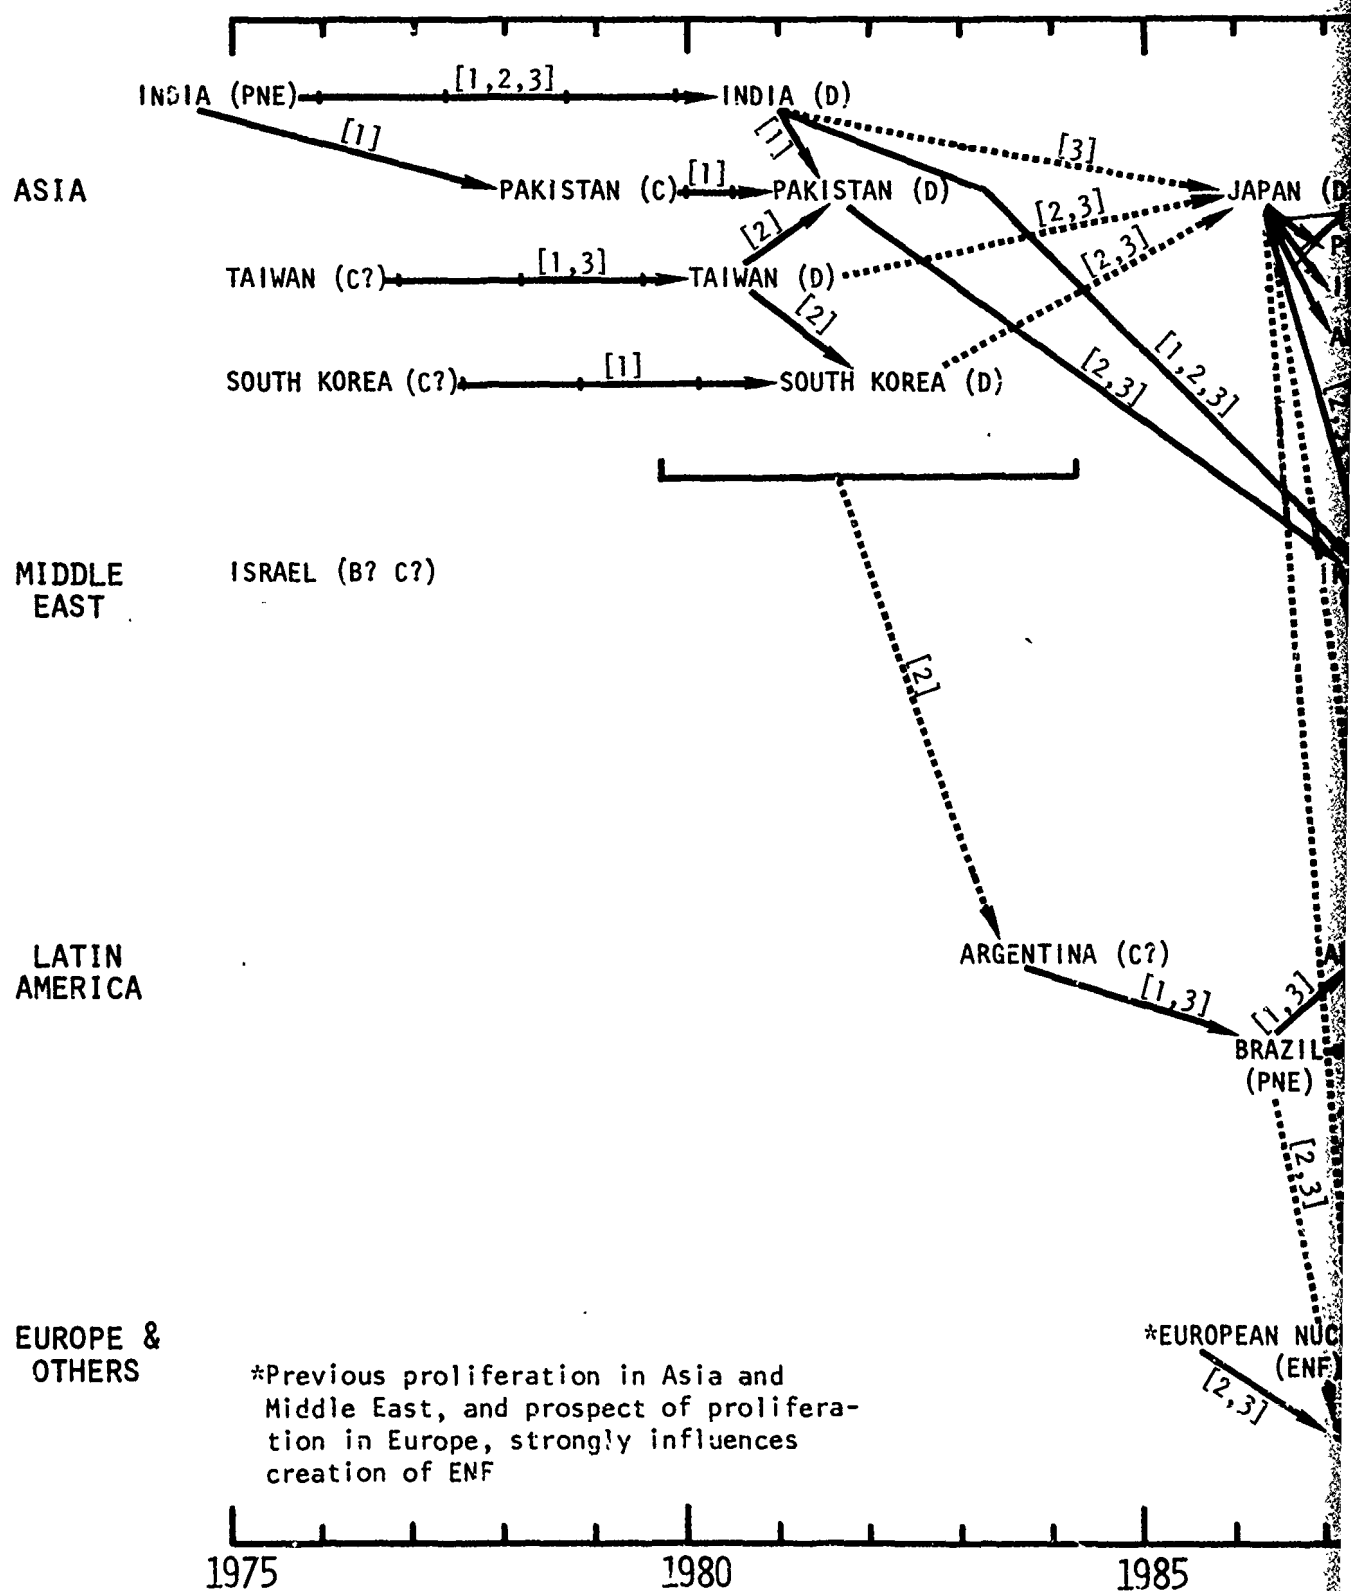 [1,2,3]
INDIA (PNE) INDIA (D)
[1] [1] [3]
ASIA PAKISTAN (C) [1] PAKISTAN (D) JAPAN (D
[2] [2,3]
[1,3] [2,3]
TAIWAN (C?) TAIWAN (D)
[2]
[1] [2,3] [1,2,3]
SOUTH KOREA (C?) SOUTH KOREA (D)
MIDDLE
EAST
ISRAEL (B? C?)
[2]
LATIN
AMERICA
ARGENTINA (C?)
[1,3] [1,3]
BRAZIL
(PNE)
[2,3]
EUROPE &
OTHERS
*EUROPEAN NUC
(ENF)
[2,3]
*Previous proliferation in Asia and
Middle East, and prospect of prolifera-
tion in Europe, strongly influences
creation of ENF
1975 1980 1985